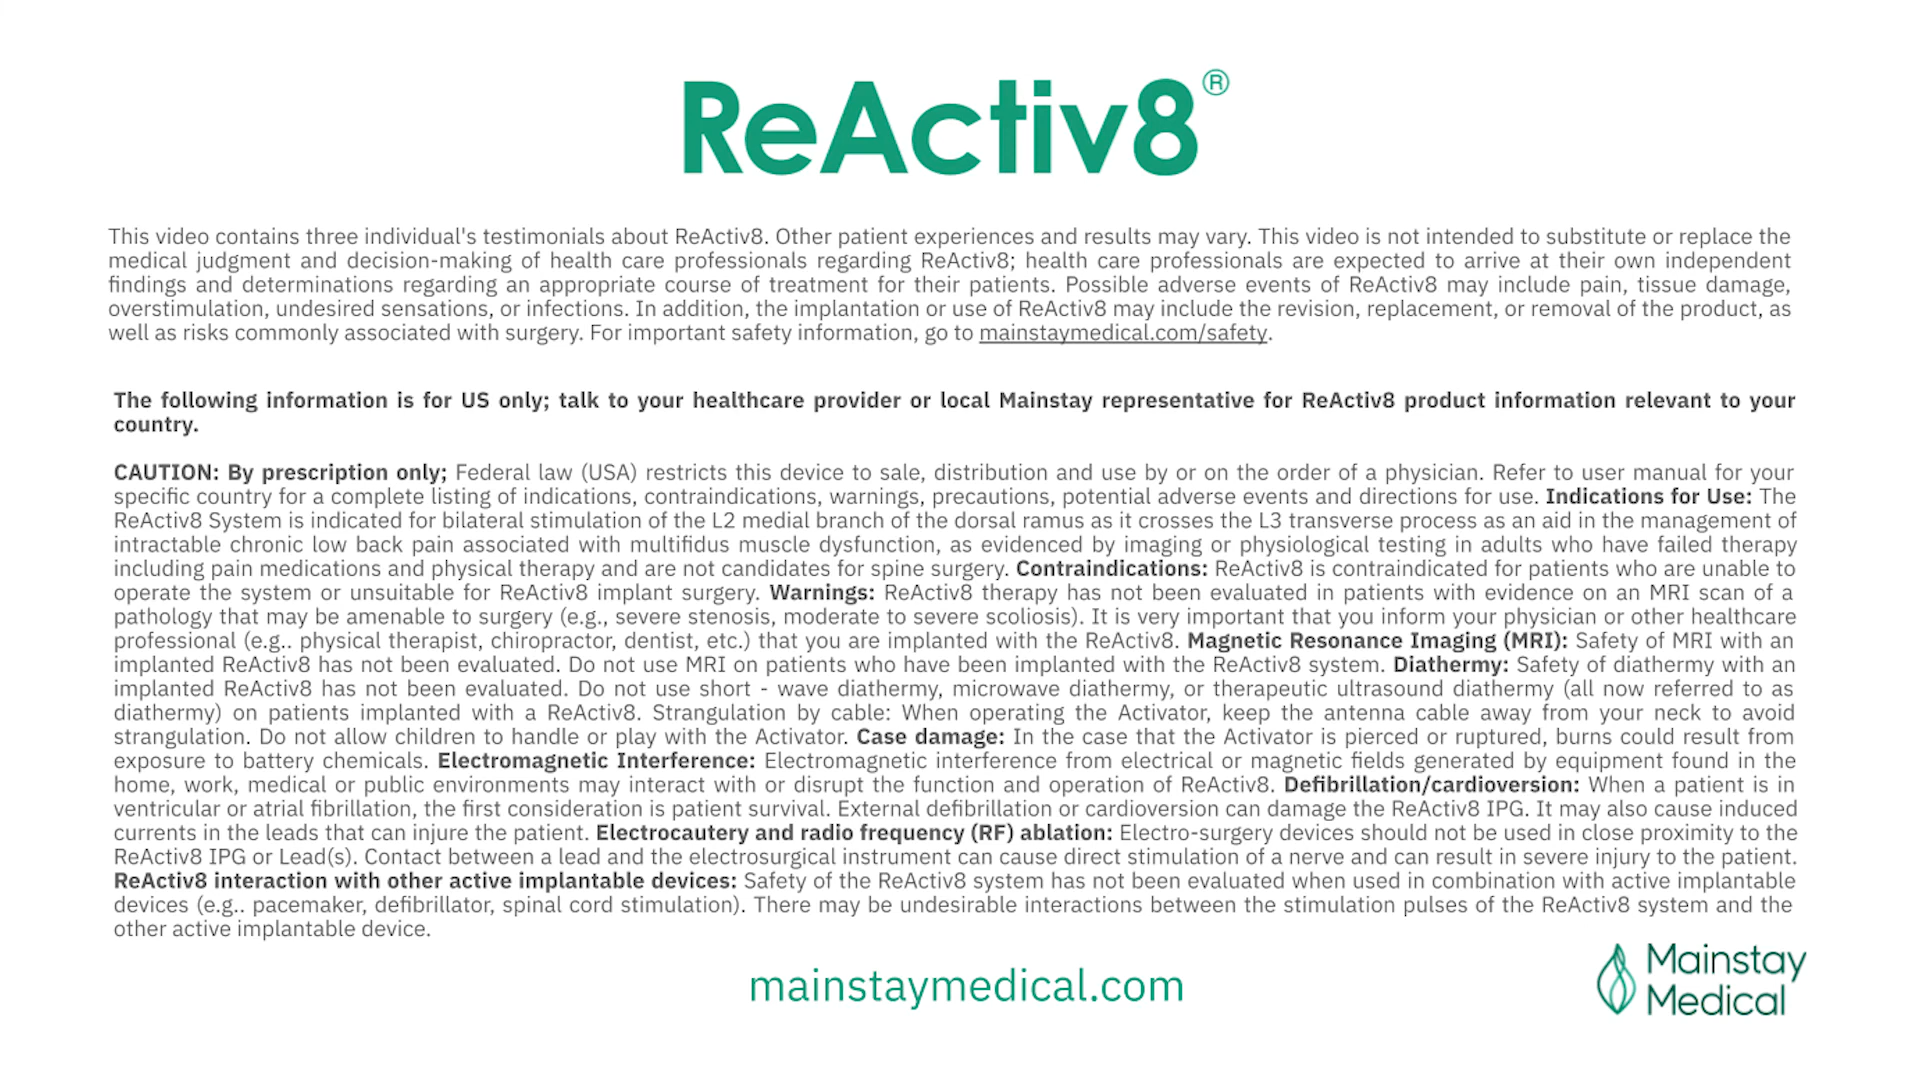 ReActiv8®
This video contains three individual's testimonials about ReActiv8. Other patient experiences and results may vary. This video is not intended to substitute or replace the
medical judgment and decision-making of health care professionals regarding ReActiv8; health care professionals are expected to arrive at their own independent
findings and determinations regarding an appropriate course of treatment for their patients. Possible adverse events of ReActiv8 may include pain, tissue damage,
overstimulation, undesired sensations, or infections. In addition, the implantation or use of ReActiv8 may include the revision, replacement, or removal of the product, as
well as risks commonly associated with surgery. For important safety information, go to mainstaymedical.com/safety.
The following information is for US only; talk to your healthcare provider or local Mainstay representative for ReActiv8 product information relevant to your
country.
CAUTION: By prescription only; Federal law (USA) restricts this device to sale, distribution and use by or on the order of a physician. Refer to user manual for your
specific country for a complete listing of indications, contraindications, warnings, precautions, potential adverse events and directions for use. Indications for Use: The
ReActiv8 System is indicated for bilateral stimulation of the L2 medial branch of the dorsal ramus as it crosses the L3 transverse process as an aid in the management of
intractable chronic low back pain associated with multifidus muscle dysfunction, as evidenced by imaging or physiological testing in adults who have failed therapy
including pain medications and physical therapy and are not candidates for spine surgery. Contraindications: ReActiv8 is contraindicated for patients who are unable to
operate the system or unsuitable for ReActiv8 implant surgery. Warnings: ReActiv8 therapy has not been evaluated in patients with evidence on an MRI scan of a
pathology that may be amenable to surgery (e.g., severe stenosis, moderate to severe scoliosis). It is very important that you inform your physician or other healthcare
professional (e.g.. physical therapist, chiropractor, dentist, etc.) that you are implanted with the ReActiv8. Magnetic Resonance Imaging (MRI): Safety of MRI with an
implanted ReActiv8 has not been evaluated. Do not use MRI on patients who have been implanted with the ReActiv8 system. Diathermy: Safety of diathermy with an
implanted ReActiv8 has not been evaluated. Do not use short - wave diathermy, microwave diathermy, or therapeutic ultrasound diathermy (all now referred to as
diathermy) on patients implanted with a ReActiv8. Strangulation by cable: When operating the Activator, keep the antenna cable away from your neck to avoid
strangulation. Do not allow children to handle or play with the Activator. Case damage: In the case that the Activator is pierced or ruptured, burns could result from
exposure to battery chemicals. Electromagnetic Interference: Electromagnetic interference from electrical or magnetic fields generated by equipment found in the
home, work, medical or public environments may interact with or disrupt the function and operation of ReActiv8. Defibrillation/cardioversion: When a patient is in
ventricular or atrial fibrillation, the first consideration is patient survival. External defibrillation or cardioversion can damage the ReActiv8 IPG. It may also cause induced
currents in the leads that can injure the patient. Electrocautery and radio frequency (RF) ablation: Electro-surgery devices should not be used in close proximity to the
ReActiv8 IPG or Lead(s). Contact between a lead and the electrosurgical instrument can cause direct stimulation of a nerve and can result in severe injury to the patient.
ReActiv8 interaction with other active implantable devices: Safety of the ReActiv8 system has not been evaluated when used in combination with active implantable
devices (e.g.. pacemaker, defibrillator, spinal cord stimulation). There may be undesirable interactions between the stimulation pulses of the ReActiv8 system and the
other active implantable device.
mainstaymedical.com
Mainstay
Medical